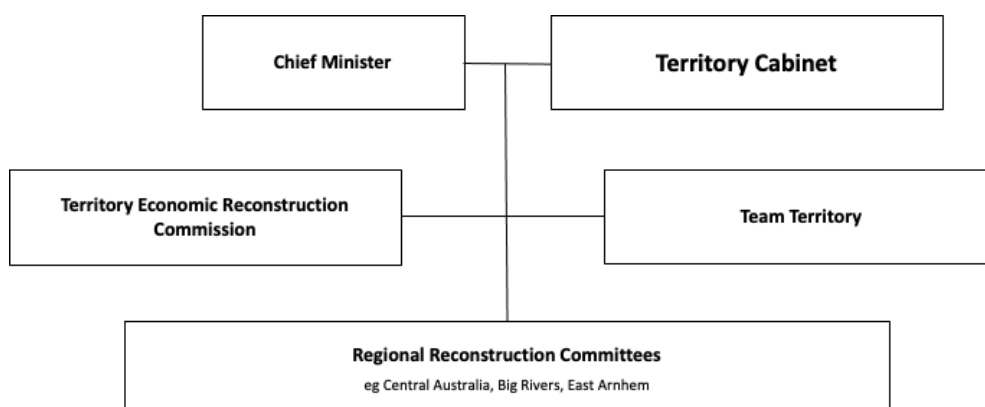 Chief Minister
Territory Cabinet
Territory Economic Reconstruction
Commission
Team Territory
Regional Reconstruction Committees
eg Central Australia, Big Rivers, East Arnhem